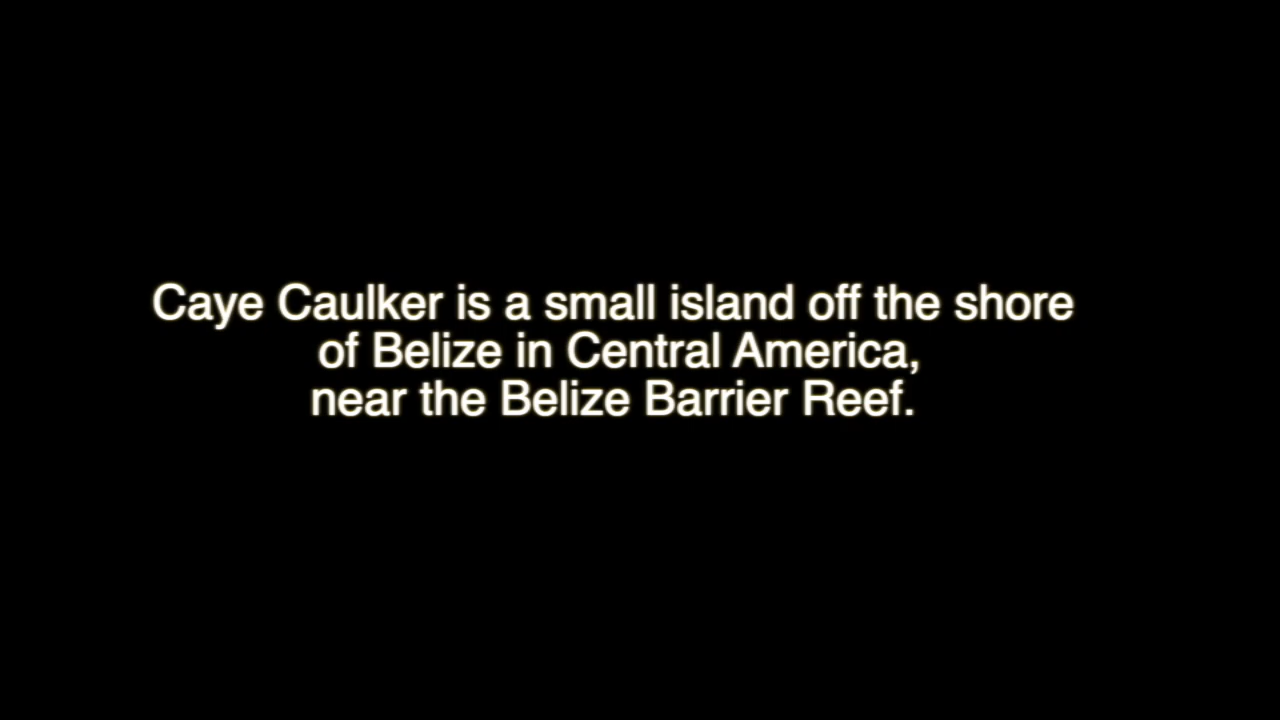 Caye Caulker is a small island off the shore
of Belize in Central America,
near the Belize Barrier Reef.